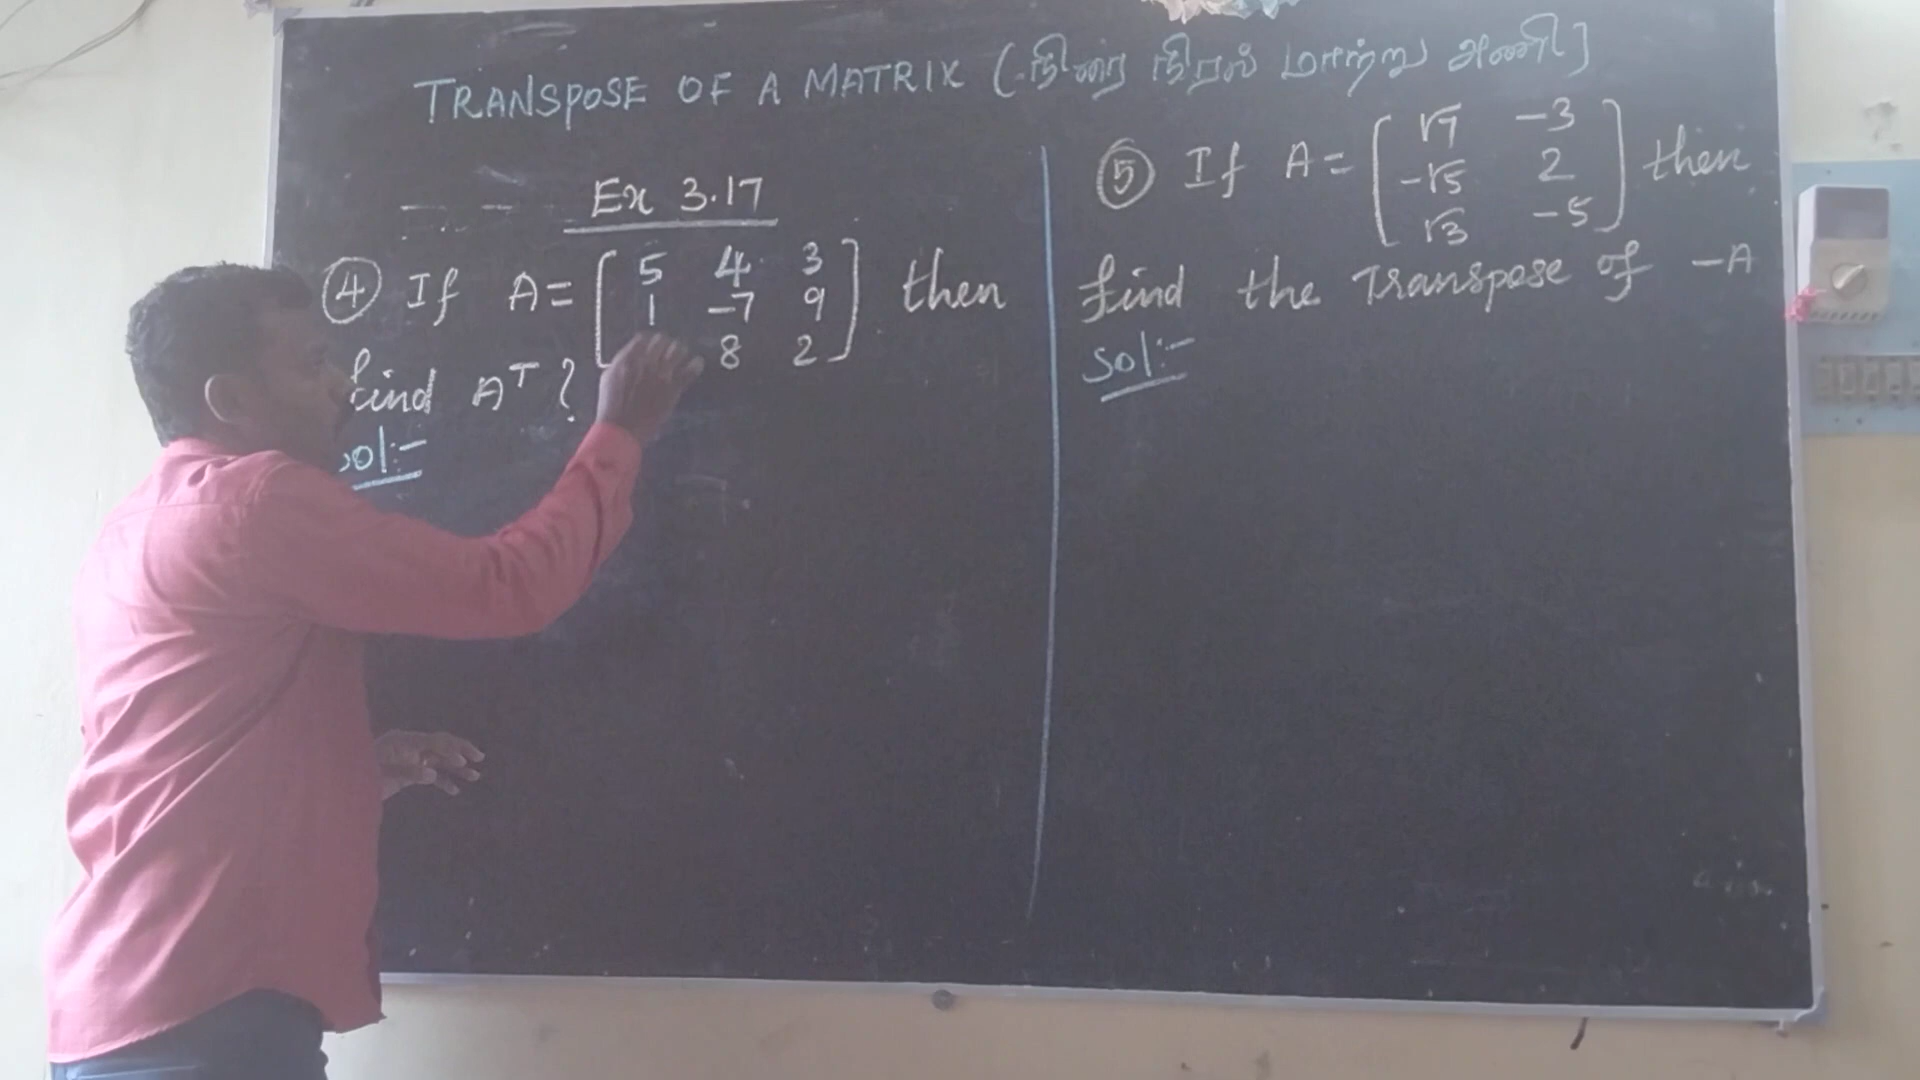 TRANSPOSE OF A MATRIX (நிரை நிரல் மாற்று அணி)
Ex 3.17
④ If A = [ 5 4 3
1 -7 9
8 2 ] then
find Aᵀ ?
sol:-
⑤ If A = [ √7 -3
-√5 2
√3 -5 ] then
find the Transpose of -A
sol:-